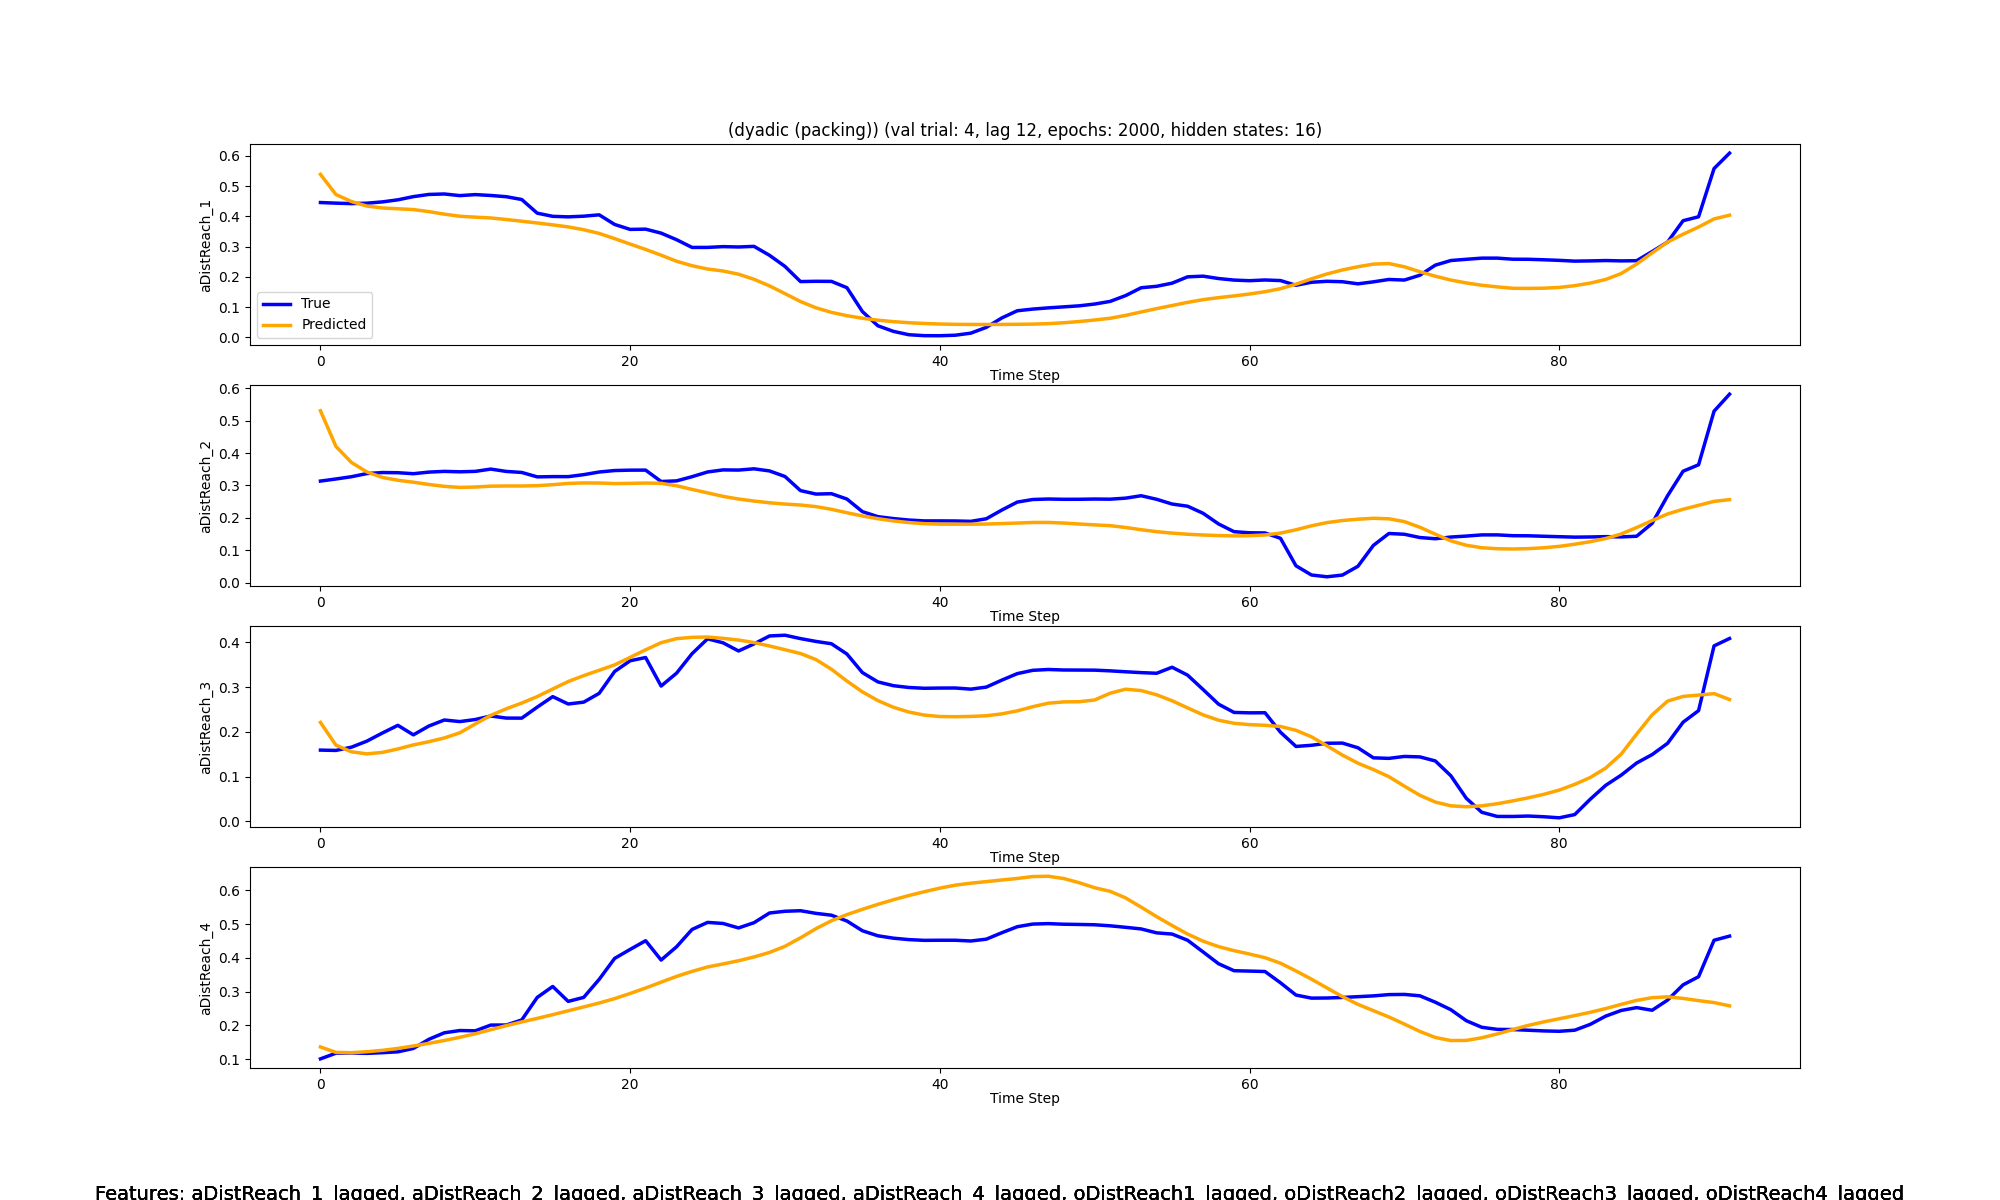 (dyadic (packing)) (val trial: 4, lag 12, epochs: 2000, hidden states: 16)
0.6
0.5
0.4
0.3
0.2
0.1
0.0
aDistReach_1
True
Predicted
0 20 40 60 80
Time Step
0.6
0.5
0.4
0.3
0.2
0.1
0.0
aDistReach_2
0 20 40 60 80
Time Step
0.4
0.3
0.2
0.1
0.0
aDistReach_3
0 20 40 60 80
Time Step
0.6
0.5
0.4
0.3
0.2
0.1
aDistReach_4
0 20 40 60 80
Time Step
Features: aDistReach_1_lagged, aDistReach_2_lagged, aDistReach_3_lagged, aDistReach_4_lagged, oDistReach1_lagged, oDistReach2_lagged, oDistReach3_lagged, oDistReach4_lagged